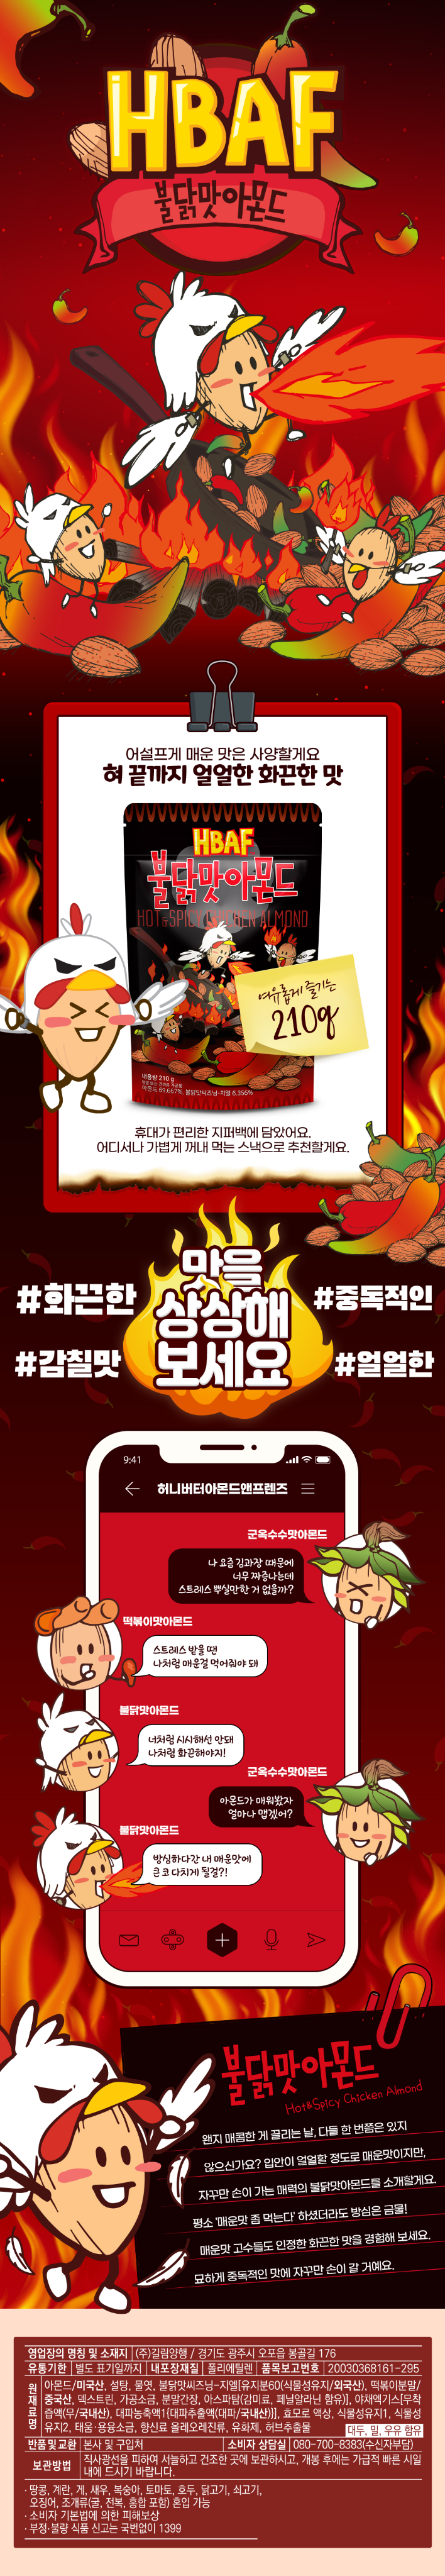 HBAF
불닭맛아몬드
어설프게 매운 맛은 사양할게요
혀 끝까지 얼얼한 화끈한 맛
HBAF
불닭맛아몬드
HOT & SPICY CHICKEN ALMOND
여유롭게 즐기는
210g
내용량 210 g
아몬드 69.667%, 불닭맛씨즈닝-지엘 6.356%
휴대가 편리한 지퍼백에 담았어요.
어디서나 가볍게 꺼내 먹는 스낵으로 추천할게요.
#화끈한
맛을
상상해
보세요
#중독적인
#감칠맛
#얼얼한
9:41
허니버터아몬드앤프렌즈
군옥수수맛아몬드
나 요즘 김과장 때문에
너무 짜증나는데
스트레스 뿌실만한 거 없을까?
떡볶이맛아몬드
스트레스 받을 땐
나처럼 매운걸 먹어줘야 돼
불닭맛아몬드
너처럼 시시해선 안돼
나처럼 화끈해야지!
군옥수수맛아몬드
아몬드가 매워봤자
얼마나 맵겠어?
불닭맛아몬드
방심하다간 내 매운맛에
큰 코 다치게 될걸?!
불닭맛아몬드
Hot&Spicy Chicken Almond
왠지 매콤한 게 끌리는 날, 다들 한 번쯤은 있지
않으신가요? 입안이 얼얼할 정도로 매운맛이지만,
자꾸만 손이 가는 매력의 불닭맛아몬드를 소개할게요.
평소 '매운맛 좀 먹는다' 하셨더라도 방심은 금물!
매운맛 고수들도 인정한 화끈한 맛을 경험해 보세요.
묘하게 중독적인 맛에 자꾸만 손이 갈 거예요.
영업장의 명칭 및 소재지 (주)길림양행 / 경기도 광주시 오포읍 봉골길 176
유통기한 별도 표기일까지 내포장재질 폴리에틸렌 품목보고번호 20030368161-295
원재료명 아몬드/미국산, 설탕, 물엿, 불닭맛씨즈닝-지엘[유지분60(식물성유지/외국산), 떡볶이분말/
중국산, 덱스트린, 가공소금, 분말간장, 아스파탐(감미료, 페닐알라닌 함유)], 야채엑기스[무착
즙액(무/국내산), 대파농축액1{대파추출액(대파/국내산)}], 효모로 액상, 식물성유지1, 식물성
유지2, 태움·용융소금, 향신료 올레오레진류, 유화제, 허브추출물
대두, 밀, 우유 함유
반품및교환 본사 및 구입처 소비자 상담실 080-700-8383(수신자부담)
보관방법 직사광선을 피하여 서늘하고 건조한 곳에 보관하시고, 개봉 후에는 가급적 빠른 시일
내에 드시기 바랍니다.
· 땅콩, 계란, 게, 새우, 복숭아, 토마토, 호두, 닭고기, 쇠고기,
오징어, 조개류(굴, 전복, 홍합 포함) 혼입 가능
· 소비자 기본법에 의한 피해보상
· 부정·불량 식품 신고는 국번없이 1399